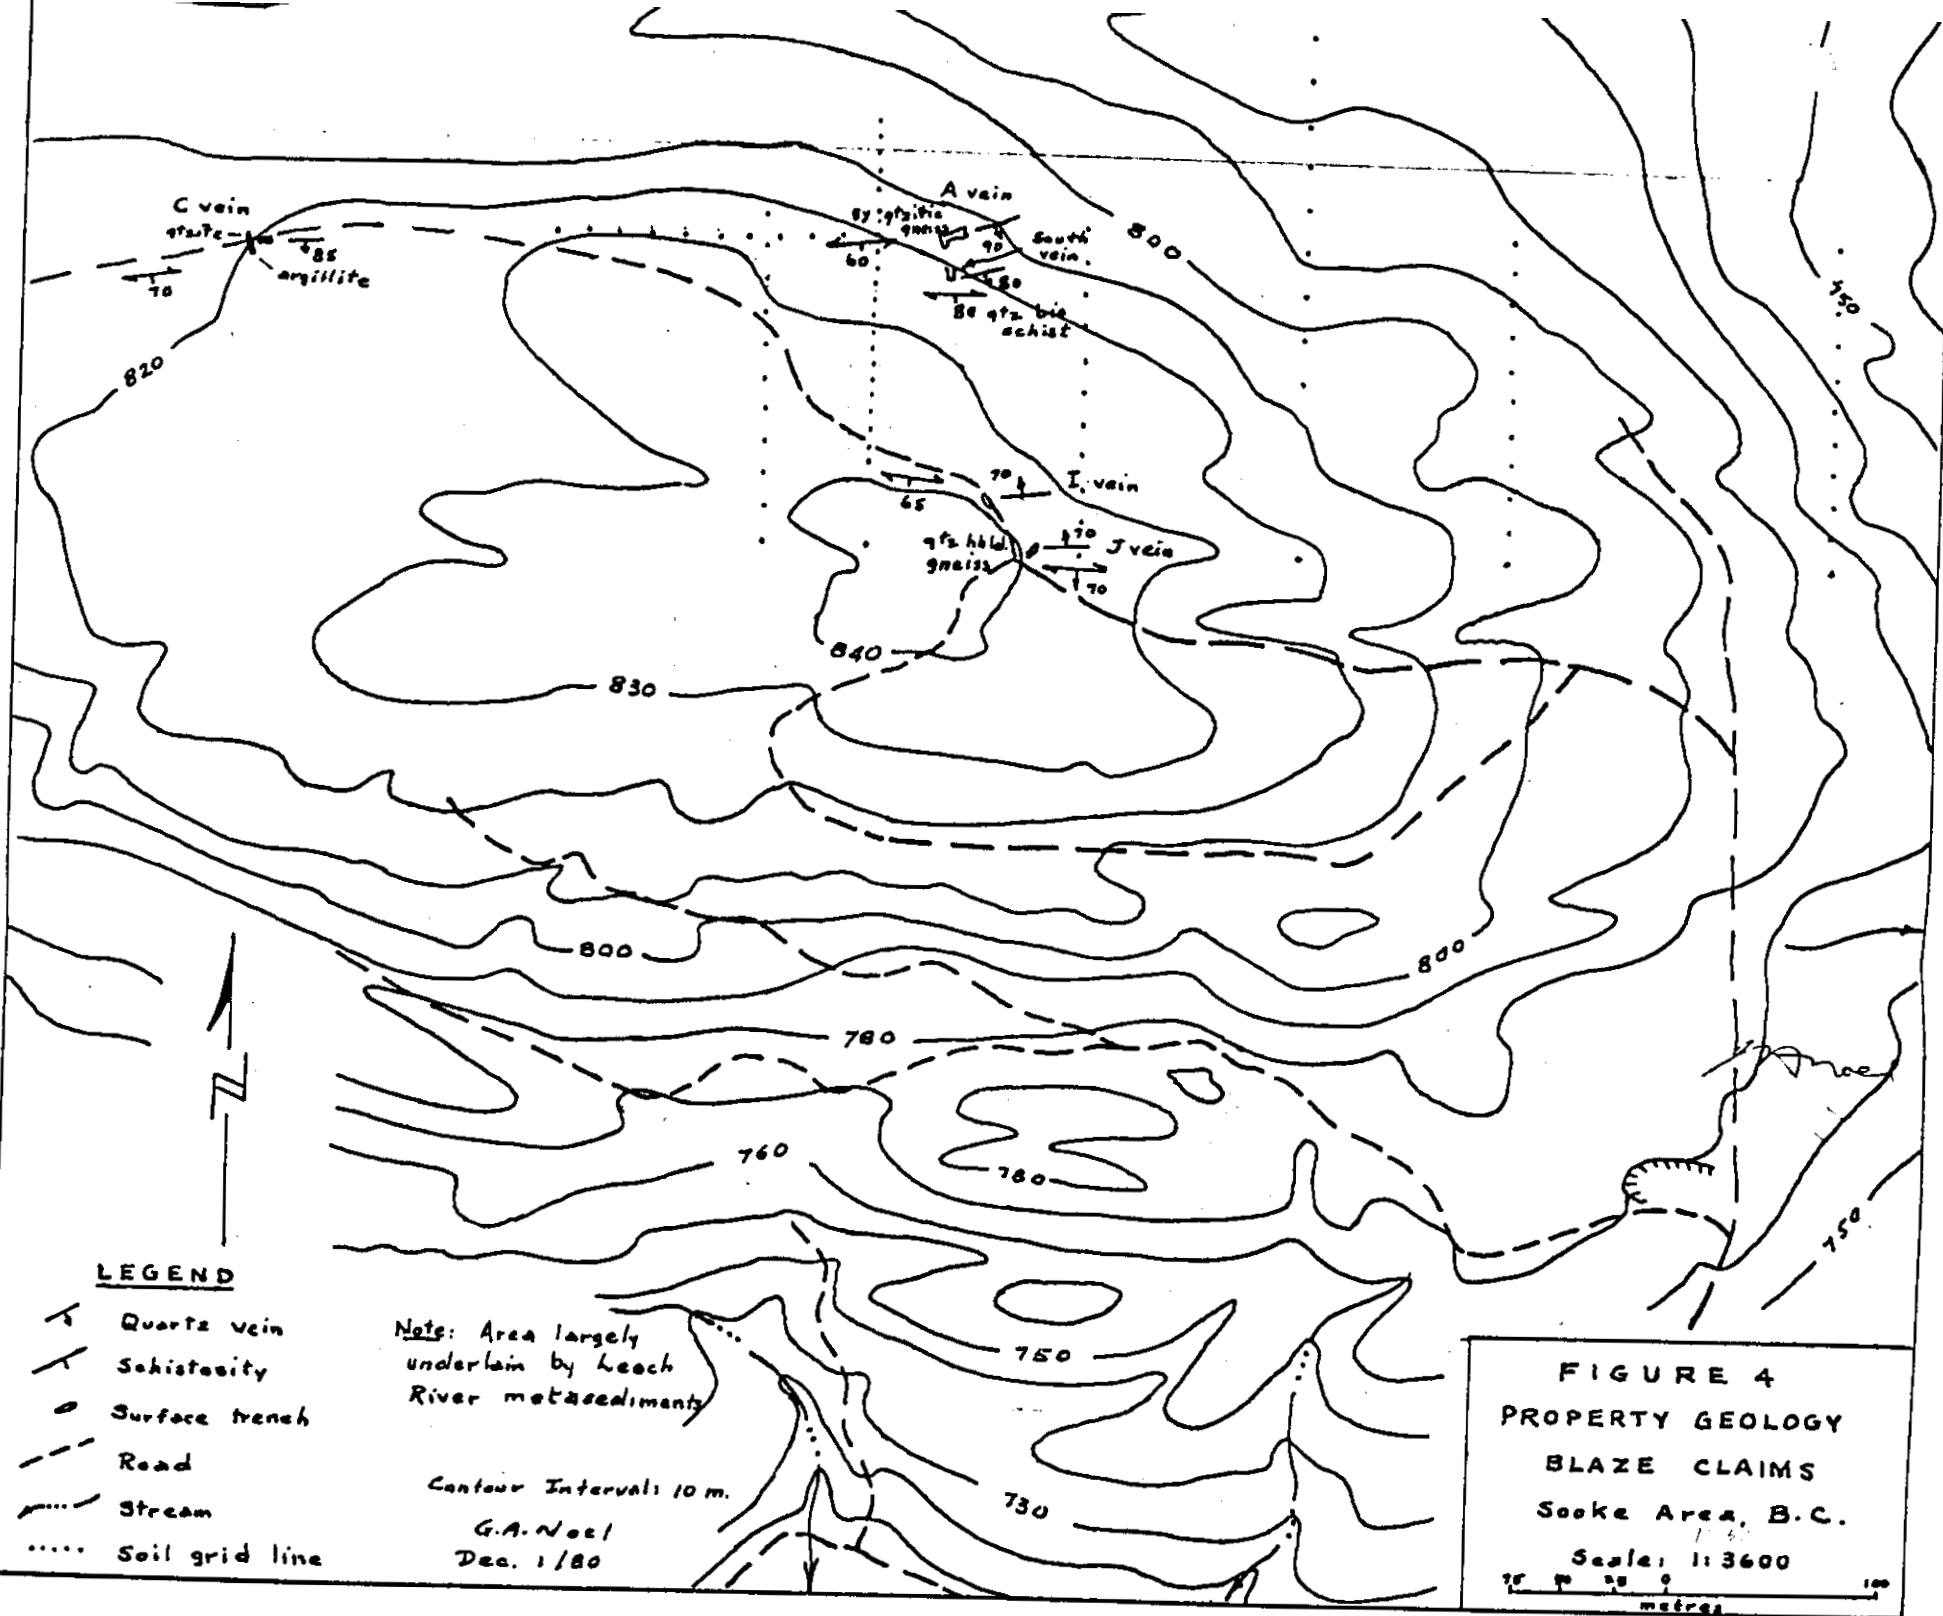 C vein
A vein
qtzite
gy. qtzitic
gneiss
South
vein
800
85
60
90
argillite
70
80
80 qtz bio
schist
750
820
70
I. vein
65
qtz hbld.
gneiss
70
J vein
70
840
830
800
800
780
760
780
750
750
730
LEGEND
Quartz vein
Schistosity
Surface trench
Road
Stream
Soil grid line
Note: Area largely
underlain by Leech
River metasediments
Contour Interval: 10 m.
G.A. Noel
Dec. 1/80
FIGURE 4
PROPERTY GEOLOGY
BLAZE CLAIMS
Sooke Area, B.C.
Scale: 1:3600
75 50 25 0 100
metres